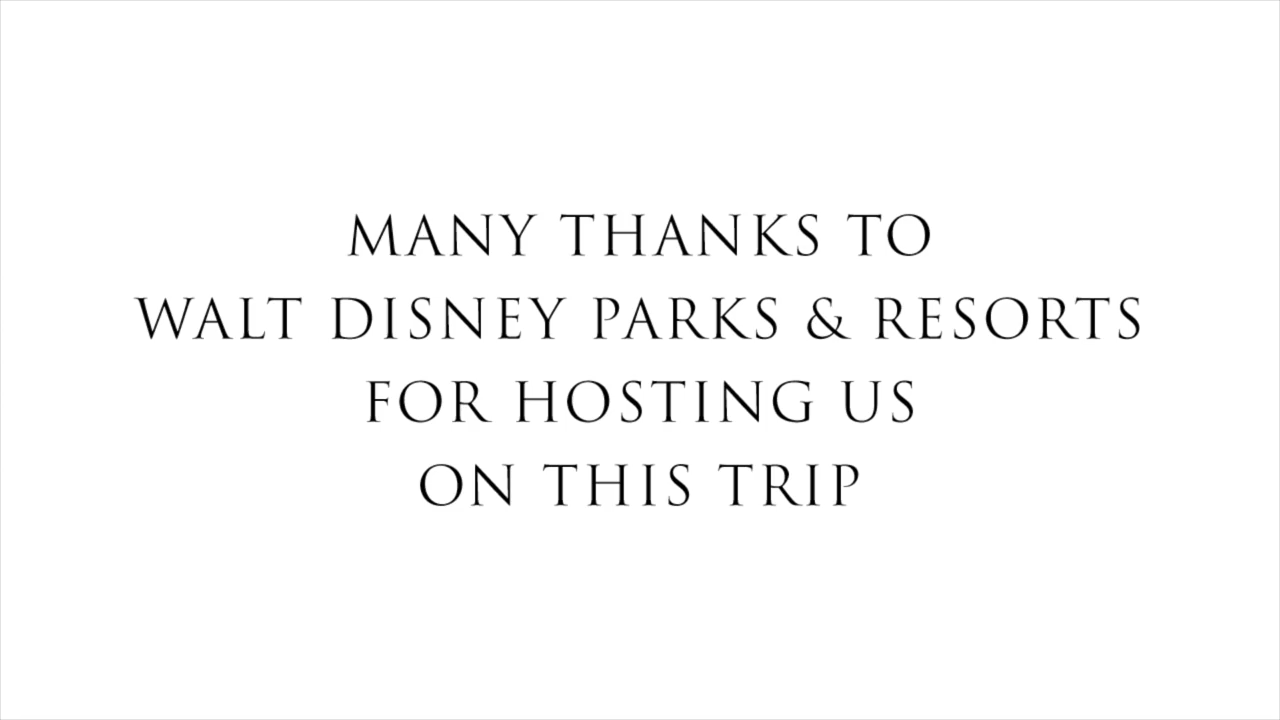 MANY THANKS TO
WALT DISNEY PARKS & RESORTS
FOR HOSTING US
ON THIS TRIP